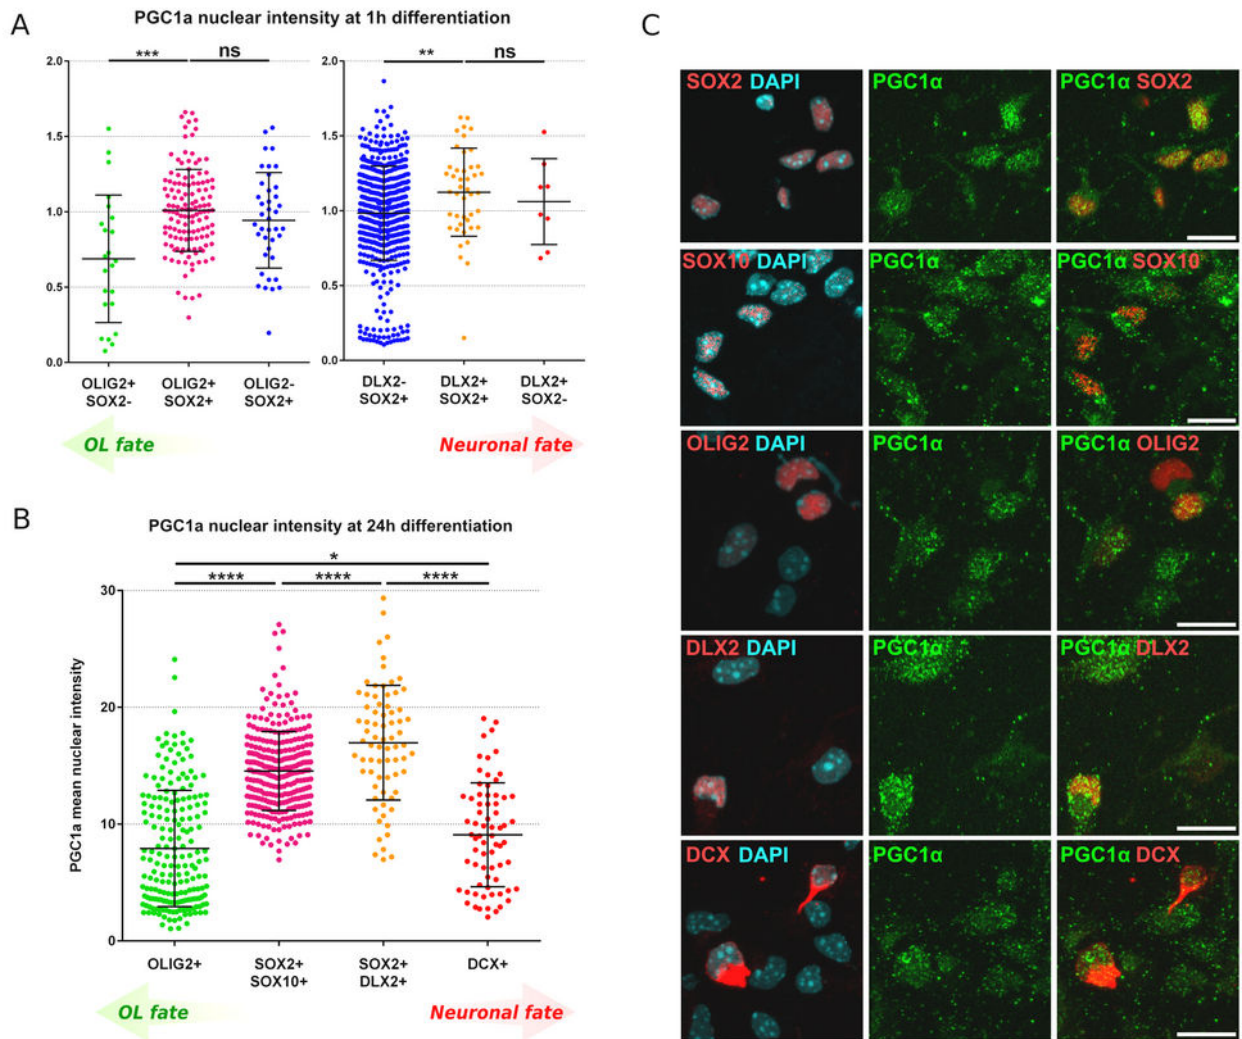 A
PGC1a nuclear intensity at 1h differentiation
*** ns
** ns
2.0
1.5
1.0
0.5
0.0
2.0
1.5
1.0
0.5
0.0
OLIG2+ OLIG2+ OLIG2-
SOX2- SOX2+ SOX2+
DLX2- DLX2+ DLX2+
SOX2+ SOX2+ SOX2-
OL fate
Neuronal fate
B
PGC1a nuclear intensity at 24h differentiation
*
**** **** ****
PGC1a mean nuclear intensity
30
20
10
0
OLIG2+ SOX2+ SOX2+ DCX+
SOX10+ DLX2+
OL fate
Neuronal fate
C
SOX2 DAPI
PGC1α
PGC1α SOX2
SOX10 DAPI
PGC1α
PGC1α SOX10
OLIG2 DAPI
PGC1α
PGC1α OLIG2
DLX2 DAPI
PGC1α
PGC1α DLX2
DCX DAPI
PGC1α
PGC1α DCX